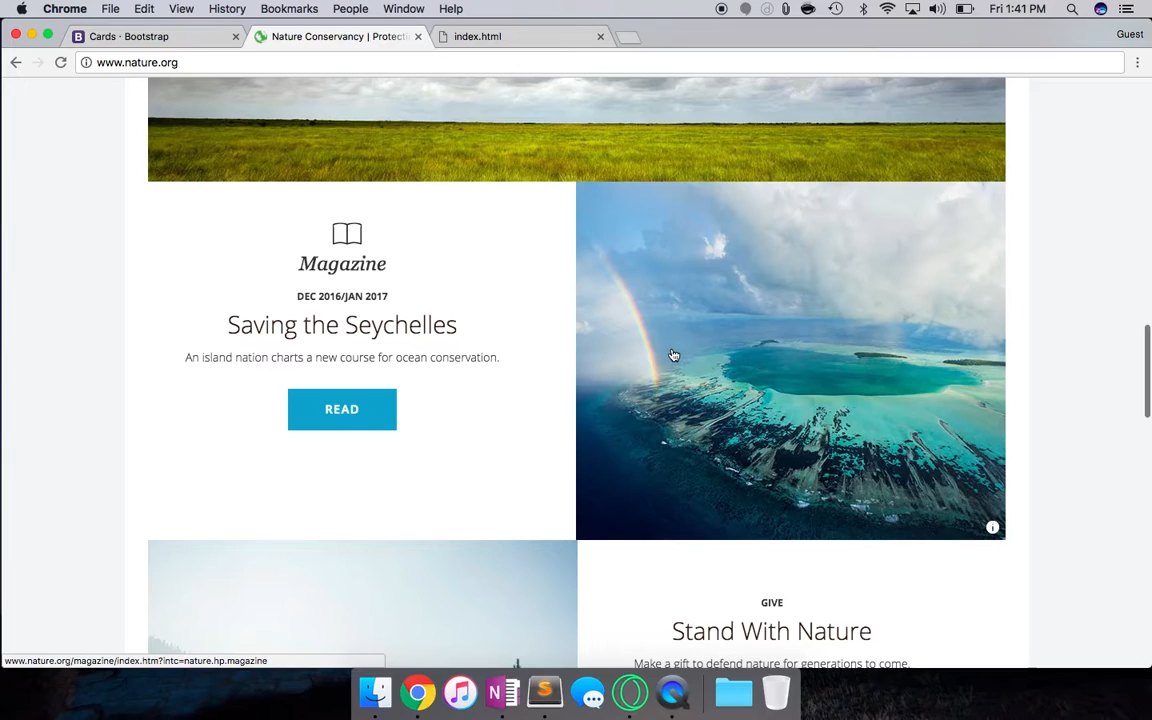 Chrome File Edit View History Bookmarks People Window Help Fri 1:41 PM
Cards · Bootstrap
Nature Conservancy | Protecti
index.html
Guest
www.nature.org
Magazine
DEC 2016/JAN 2017
Saving the Seychelles
An island nation charts a new course for ocean conservation.
READ
GIVE
Stand With Nature
Make a gift to defend nature for generations to come.
www.nature.org/magazine/index.htm?intc=nature.hp.magazine